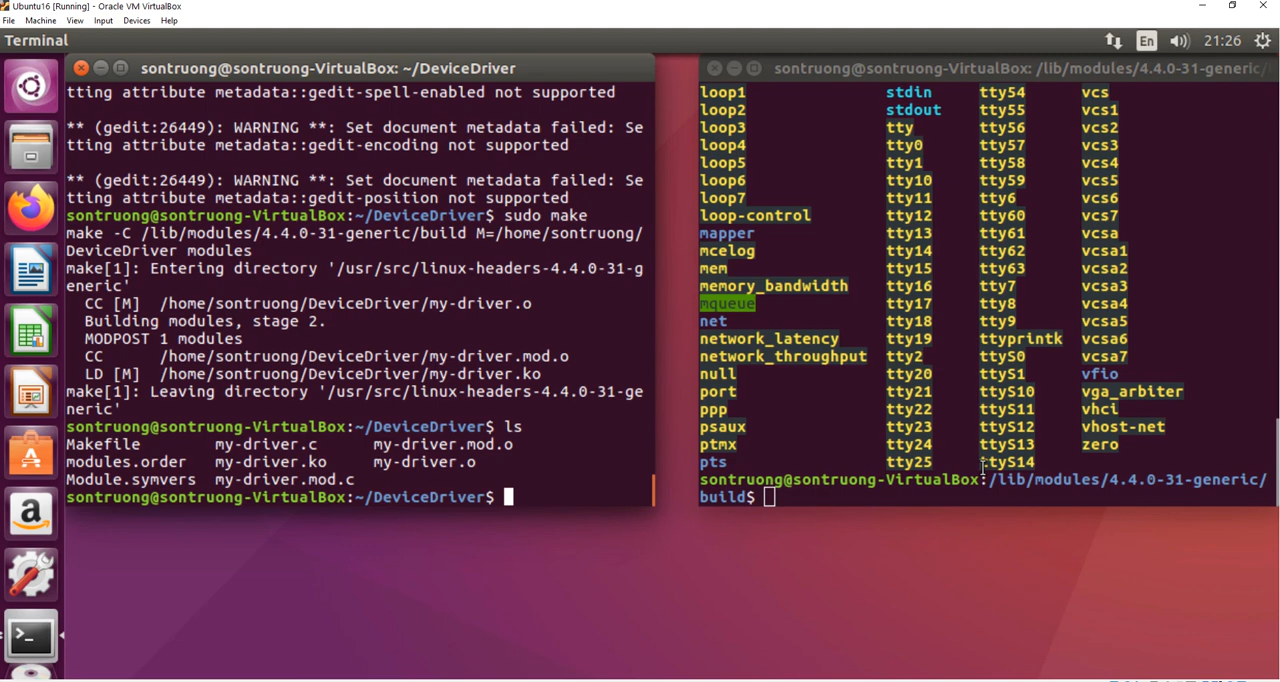 Ubuntu16 [Running] - Oracle VM VirtualBox
File Machine View Input Devices Help
Terminal
En 21:26
sontruong@sontruong-VirtualBox: ~/DeviceDriver
tting attribute metadata::gedit-spell-enabled not supported
** (gedit:26449): WARNING **: Set document metadata failed: Se
tting attribute metadata::gedit-encoding not supported
** (gedit:26449): WARNING **: Set document metadata failed: Se
tting attribute metadata::gedit-position not supported
sontruong@sontruong-VirtualBox:~/DeviceDriver$ sudo make
make -C /lib/modules/4.4.0-31-generic/build M=/home/sontruong/
DeviceDriver modules
make[1]: Entering directory '/usr/src/linux-headers-4.4.0-31-g
eneric'
CC [M] /home/sontruong/DeviceDriver/my-driver.o
Building modules, stage 2.
MODPOST 1 modules
CC /home/sontruong/DeviceDriver/my-driver.mod.o
LD [M] /home/sontruong/DeviceDriver/my-driver.ko
make[1]: Leaving directory '/usr/src/linux-headers-4.4.0-31-ge
neric'
sontruong@sontruong-VirtualBox:~/DeviceDriver$ ls
Makefile my-driver.c my-driver.mod.o
modules.order my-driver.ko my-driver.o
Module.symvers my-driver.mod.c
sontruong@sontruong-VirtualBox:~/DeviceDriver$
sontruong@sontruong-VirtualBox: /lib/modules/4.4.0-31-generic/
loop1 stdin tty54 vcs
loop2 stdout tty55 vcs1
loop3 tty tty56 vcs2
loop4 tty0 tty57 vcs3
loop5 tty1 tty58 vcs4
loop6 tty10 tty59 vcs5
loop7 tty11 tty6 vcs6
loop-control tty12 tty60 vcs7
mapper tty13 tty61 vcsa
mcelog tty14 tty62 vcsa1
mem tty15 tty63 vcsa2
memory_bandwidth tty16 tty7 vcsa3
mqueue tty17 tty8 vcsa4
net tty18 tty9 vcsa5
network_latency tty19 ttyprintk vcsa6
network_throughput tty2 ttyS0 vcsa7
null tty20 ttyS1 vfio
port tty21 ttyS10 vga_arbiter
ppp tty22 ttyS11 vhci
psaux tty23 ttyS12 vhost-net
ptmx tty24 ttyS13 zero
pts tty25 ttyS14
sontruong@sontruong-VirtualBox:/lib/modules/4.4.0-31-generic/
build$